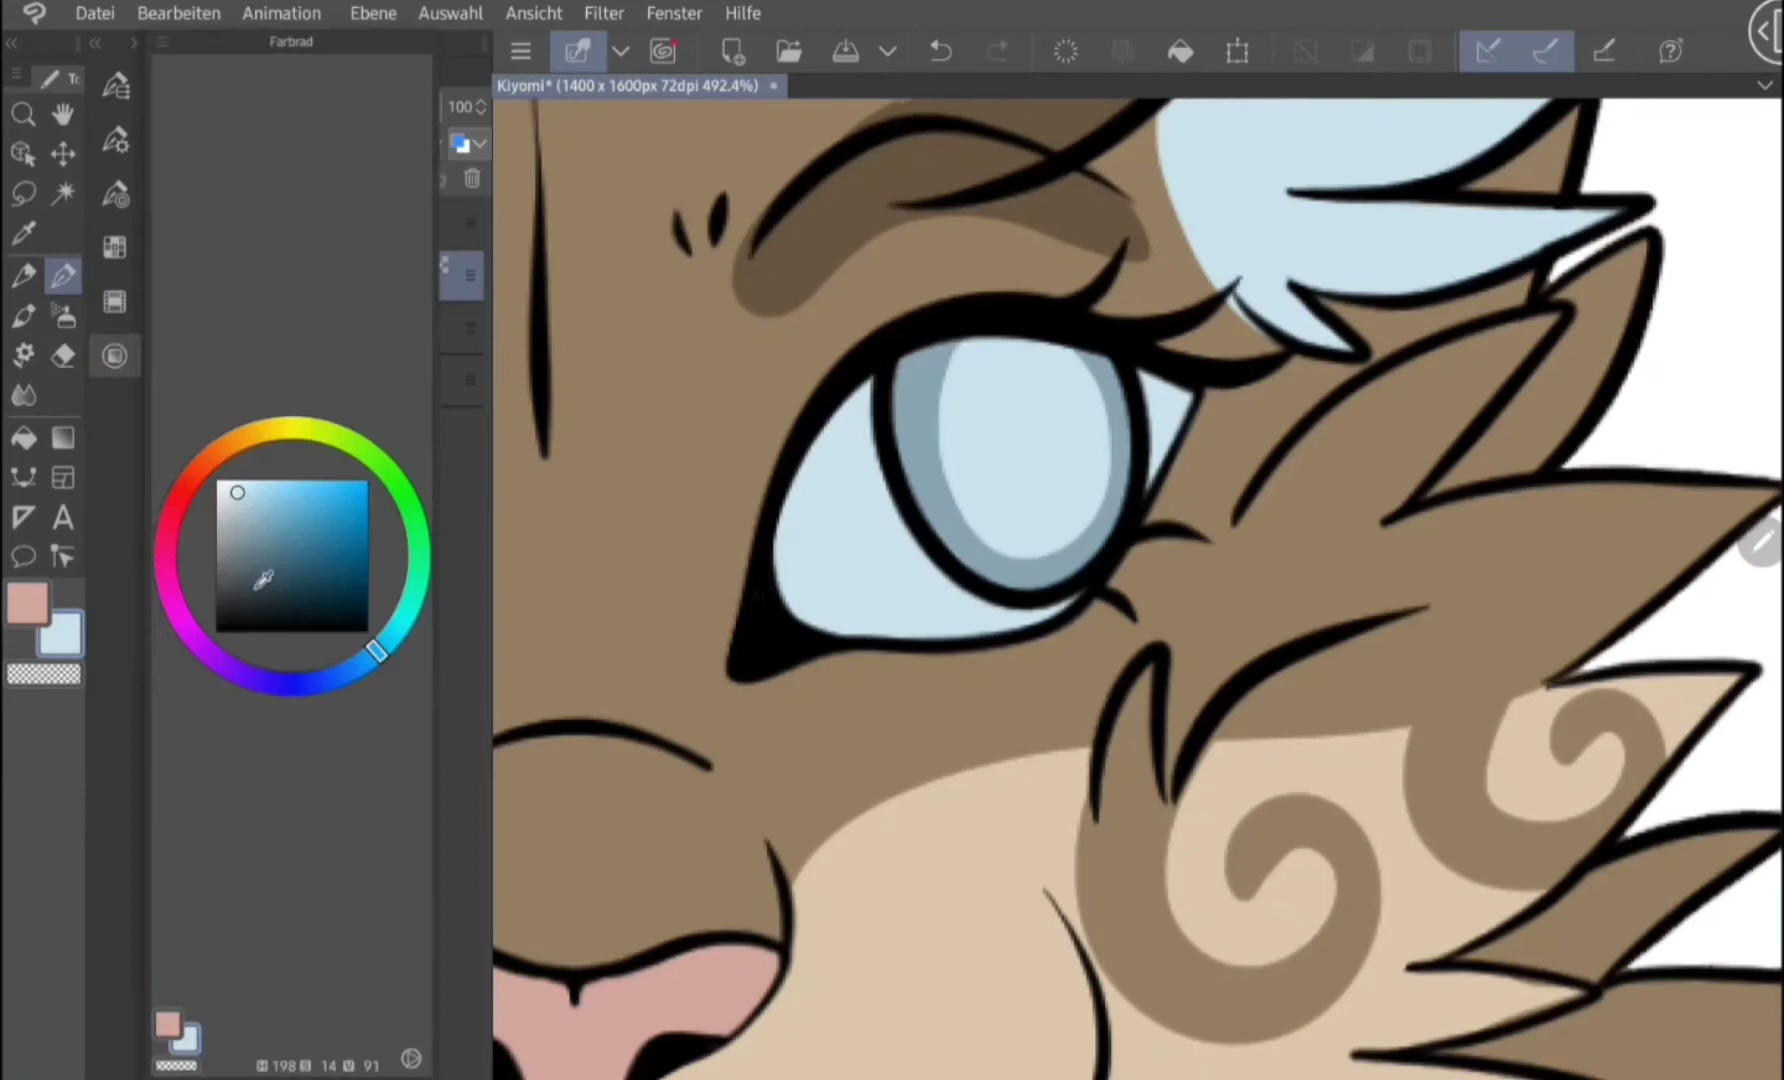 Datei Bearbeiten Animation Ebene Auswahl Ansicht Filter Fenster Hilfe
Farbrad
Kiyomi* (1400 x 1600px 72dpi 492.4%)
100
H 198 S 14 V 91